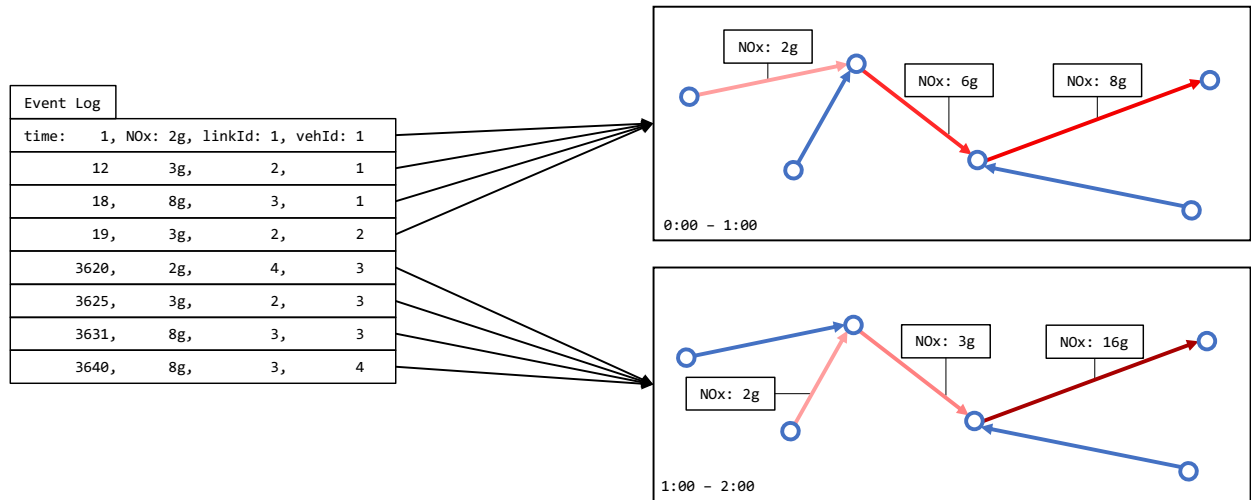 Event Log
time: 1, NOx: 2g, linkId: 1, vehId: 1
12 3g, 2, 1
18, 8g, 3, 1
19, 3g, 2, 2
3620, 2g, 4, 3
3625, 3g, 2, 3
3631, 8g, 3, 3
3640, 8g, 3, 4
NOx: 2g
NOx: 6g
NOx: 8g
0:00 – 1:00
NOx: 3g
NOx: 16g
NOx: 2g
1:00 – 2:00